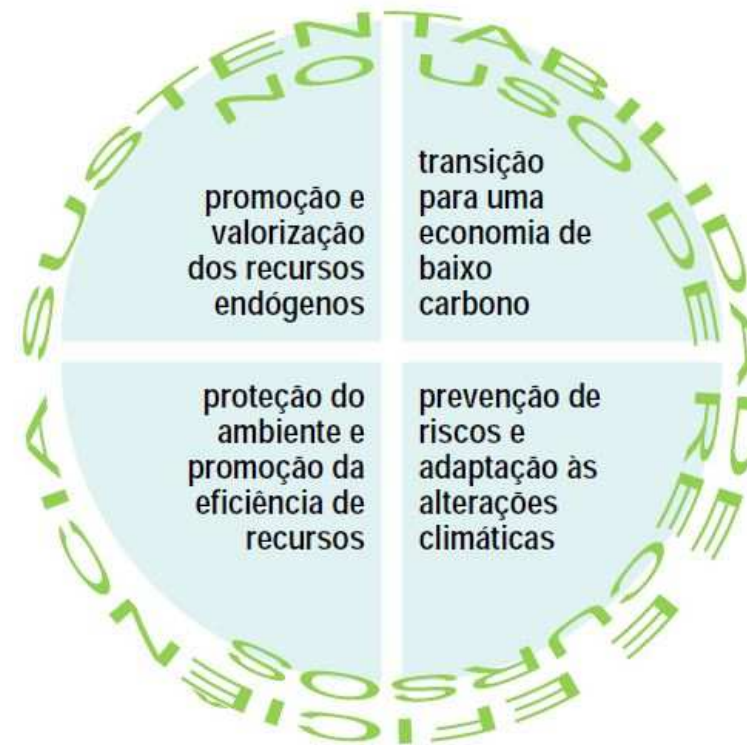 SUSTENTABILIDADE E EFICIÊNCIA
NO USO DE RECURSOS
promoção e
valorização
dos recursos
endógenos
transição
para uma
economia de
baixo
carbono
proteção do
ambiente e
promoção da
eficiência de
recursos
prevenção de
riscos e
adaptação às
alterações
climáticas